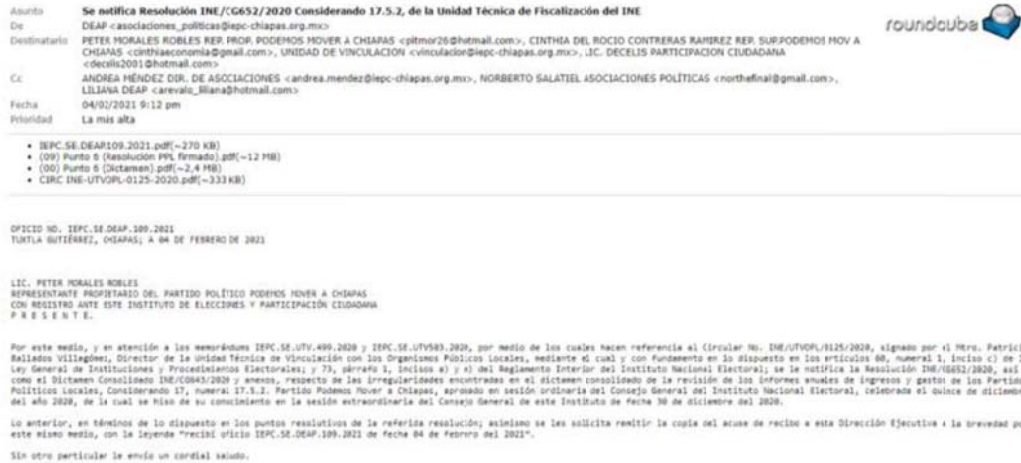 Asunto Se notifica Resolución INE/CG652/2020 Considerando 17.5.2, de la Unidad Técnica de Fiscalización del INE
roundcube
De DEAP <asociaciones_politicas@iepc-chiapas.org.mx>
Destinatario PETER MORALES ROBLES REP. PROP. PODEMOS MOVER A CHIAPAS <pitmor26@hotmail.com>, CINTHIA DEL ROCIO CONTRERAS RAMIREZ REP. SUP.PODEMOS MOV A
CHIAPAS <cinthiaeconomia@gmail.com>, UNIDAD DE VINCULACION <vinculacion@iepc-chiapas.org.mx>, LIC. DECELIS PARTICIPACION CIUDADANA
<decelis2001@hotmail.com>
Cc ANDREA MÉNDEZ DIR. DE ASOCIACIONES <andrea.mendez@iepc-chiapas.org.mx>, NORBERTO SALATIEL ASOCIACIONES POLÍTICAS <northefinal@gmail.com>,
LILIANA DEAP <carevalo_liliana@hotmail.com>
Fecha 04/02/2021 9:12 pm
Prioridad La más alta
• IEPC.SE.DEAP.109.2021.pdf(~270 KB)
• (09) Punto 6 (Resolución PPL firmado).pdf(~12 MB)
• (00) Punto 6 (Dictamen).pdf(~2,4 MB)
• CIRC INE-UTVOPL-0125-2020.pdf(~333 KB)
OFICIO NO. IEPC.SE.DEAP.109.2021
TUXTLA GUTIÉRREZ, CHIAPAS; A 04 DE FEBRERO DE 2021
LIC. PETER MORALES ROBLES
REPRESENTANTE PROPIETARIO DEL PARTIDO POLÍTICO PODEMOS MOVER A CHIAPAS
CON REGISTRO ANTE ESTE INSTITUTO DE ELECCIONES Y PARTICIPACIÓN CIUDADANA
P R E S E N T E.
Por este medio, y en atención a los memorándums IEPC.SE.UTV.499.2020 y IEPC.SE.UTV503.2020, por medio de los cuales hacen referencia al Circular No. INE/UTVOPL/0125/2020, signado por el Mtro. Patrici
Ballados Villagómez, Director de la Unidad Técnica de Vinculación con los Organismos Públicos Locales, mediante el cual y con fundamento en lo dispuesto en los artículos 60, numeral 1, inciso c) de l
Ley General de Instituciones y Procedimientos Electorales; y 73, párrafo 1, incisos a) y x) del Reglamento Interior del Instituto Nacional Electoral; se le notifica la Resolución INE/CG652/2020, así
como el Dictamen Consolidado INE/CG643/2020 y anexos, respecto de las irregularidades encontradas en el dictamen consolidado de la revisión de los informes anuales de ingresos y gastos de los Partido
Políticos Locales, Considerando 17, numeral 17.5.2. Partido Podemos Mover a Chiapas, aprobado en sesión ordinaria del Consejo General del Instituto Nacional Electoral, celebrada el quince de diciembr
del año 2020, de la cual se hizo de su conocimiento en la sesión extraordinaria del Consejo General de este Instituto de fecha 30 de diciembre del 2020.
Lo anterior, en términos de lo dispuesto en los puntos resolutivos de la referida resolución; asimismo se les solicita remitir la copia del acuse de recibo a esta Dirección Ejecutiva a la brevedad po
este mismo medio, con la leyenda "recibí oficio IEPC.SE.DEAP.109.2021 de fecha 04 de febrero del 2021".
Sin otro particular le envío un cordial saludo.